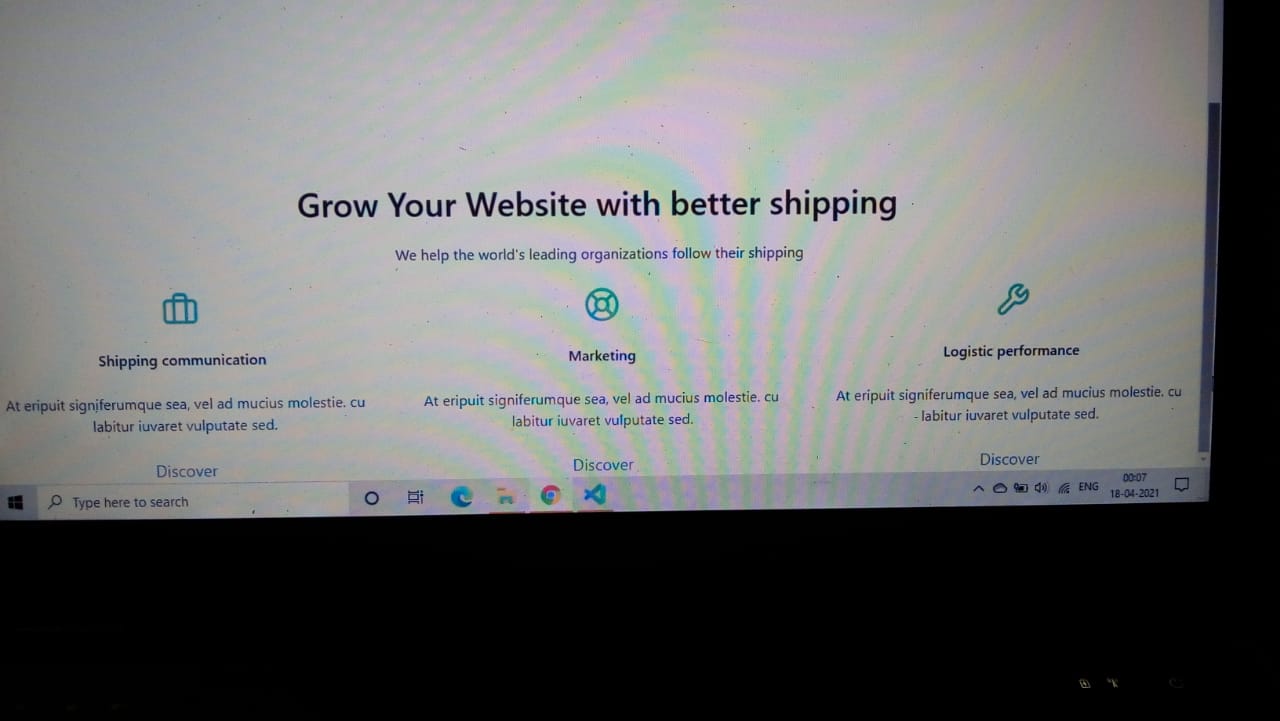 Grow Your Website with better shipping
We help the world's leading organizations follow their shipping
Shipping communication
At eripuit signiferumque sea, vel ad mucius molestie. cu
labitur iuvaret vulputate sed.
Discover
Marketing
At eripuit signiferumque sea, vel ad mucius molestie. cu
labitur iuvaret vulputate sed.
Discover
Logistic performance
At eripuit signiferumque sea, vel ad mucius molestie. cu
labitur iuvaret vulputate sed.
Discover
Type here to search
ENG
00:07
18-04-2021